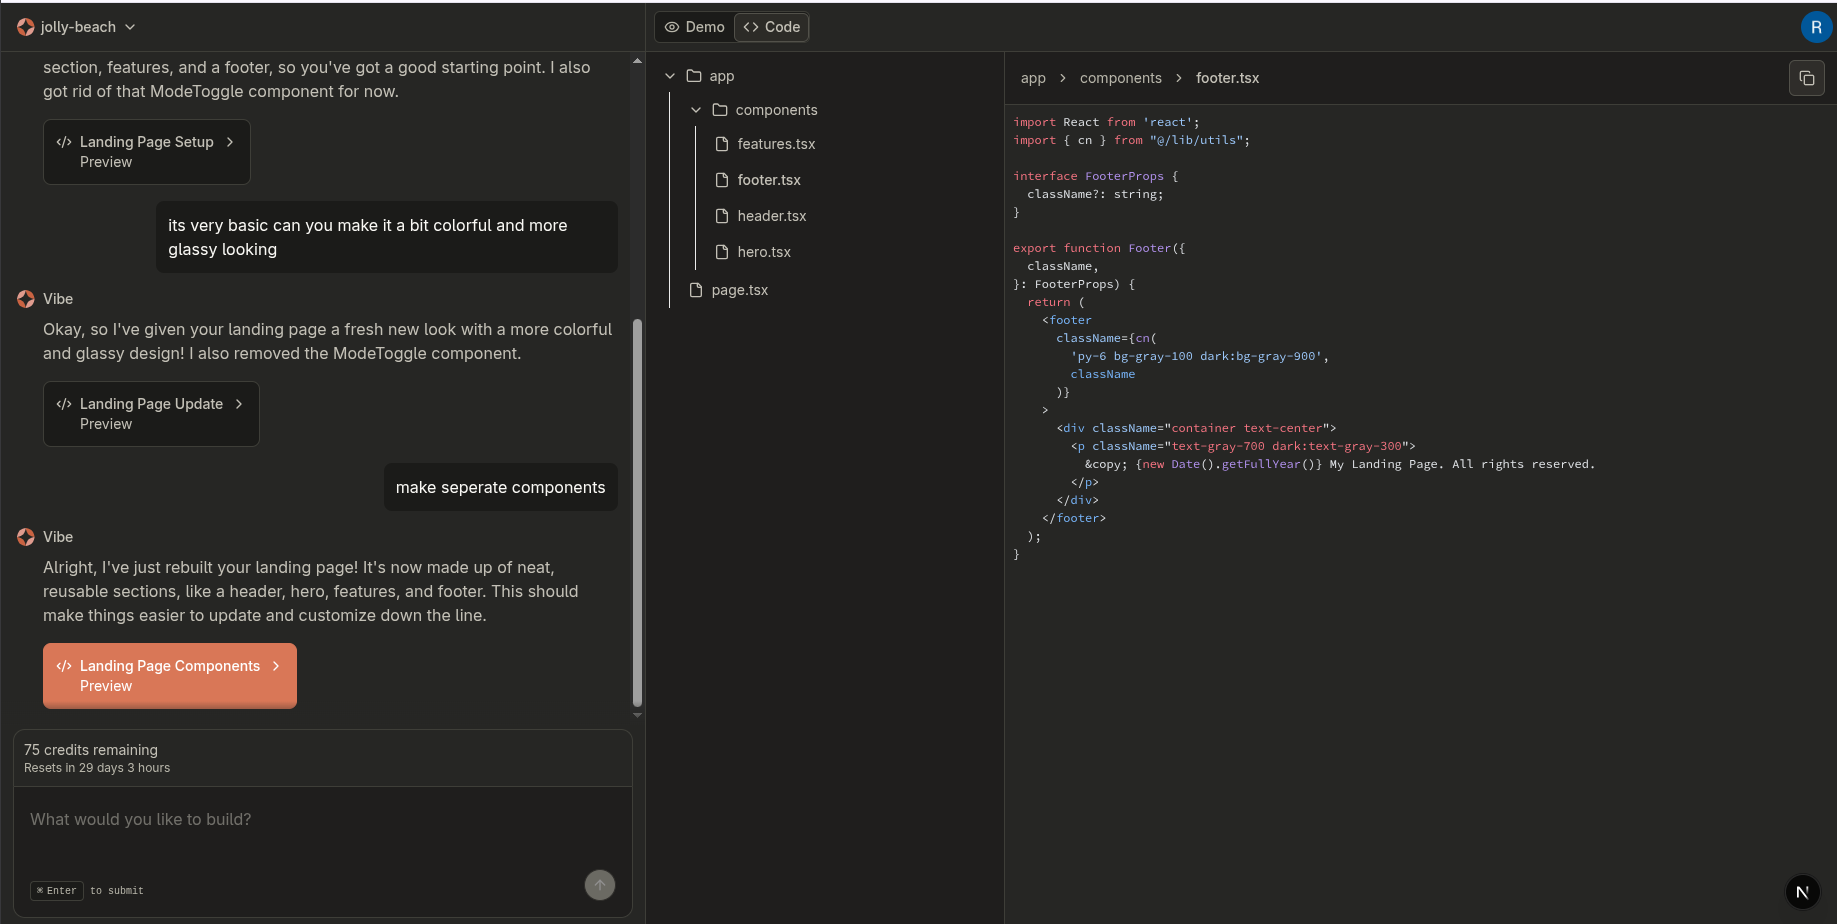 jolly-beach
section, features, and a footer, so you've got a good starting point. I also
got rid of that ModeToggle component for now.
</> Landing Page Setup >
Preview
its very basic can you make it a bit colorful and more
glassy looking
Vibe
Okay, so I've given your landing page a fresh new look with a more colorful
and glassy design! I also removed the ModeToggle component.
</> Landing Page Update >
Preview
make seperate components
Vibe
Alright, I've just rebuilt your landing page! It's now made up of neat,
reusable sections, like a header, hero, features, and footer. This should
make things easier to update and customize down the line.
</> Landing Page Components >
Preview
75 credits remaining
Resets in 29 days 3 hours
What would you like to build?
⌘ Enter to submit
Demo <> Code
R
app
components
features.tsx
footer.tsx
header.tsx
hero.tsx
page.tsx
app > components > footer.tsx
import React from 'react';
import { cn } from "@/lib/utils";
interface FooterProps {
  className?: string;
}
export function Footer({
  className,
}: FooterProps) {
  return (
    <footer
      className={cn(
        'py-6 bg-gray-100 dark:bg-gray-900',
        className
      )}
    >
      <div className="container text-center">
        <p className="text-gray-700 dark:text-gray-300">
          &copy; {new Date().getFullYear()} My Landing Page. All rights reserved.
        </p>
      </div>
    </footer>
  );
}
N